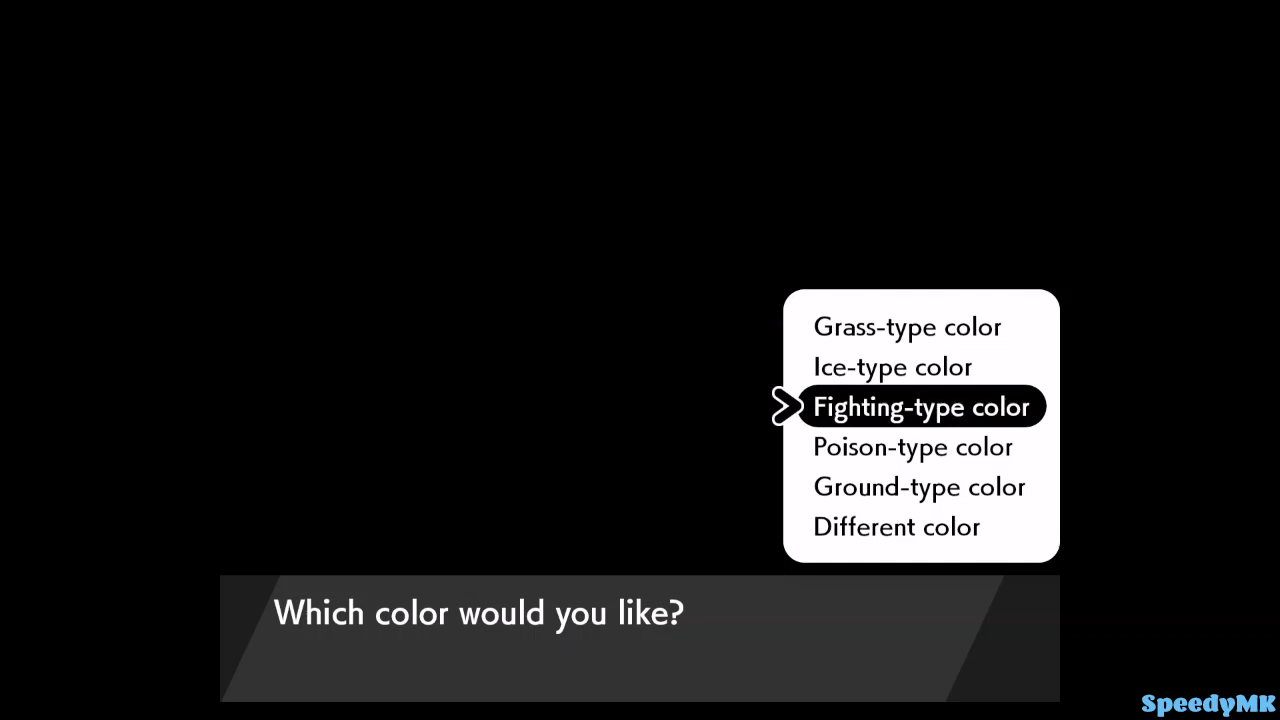 Grass-type color
Ice-type color
Fighting-type color
Poison-type color
Ground-type color
Different color
Which color would you like?
SpeedyMK